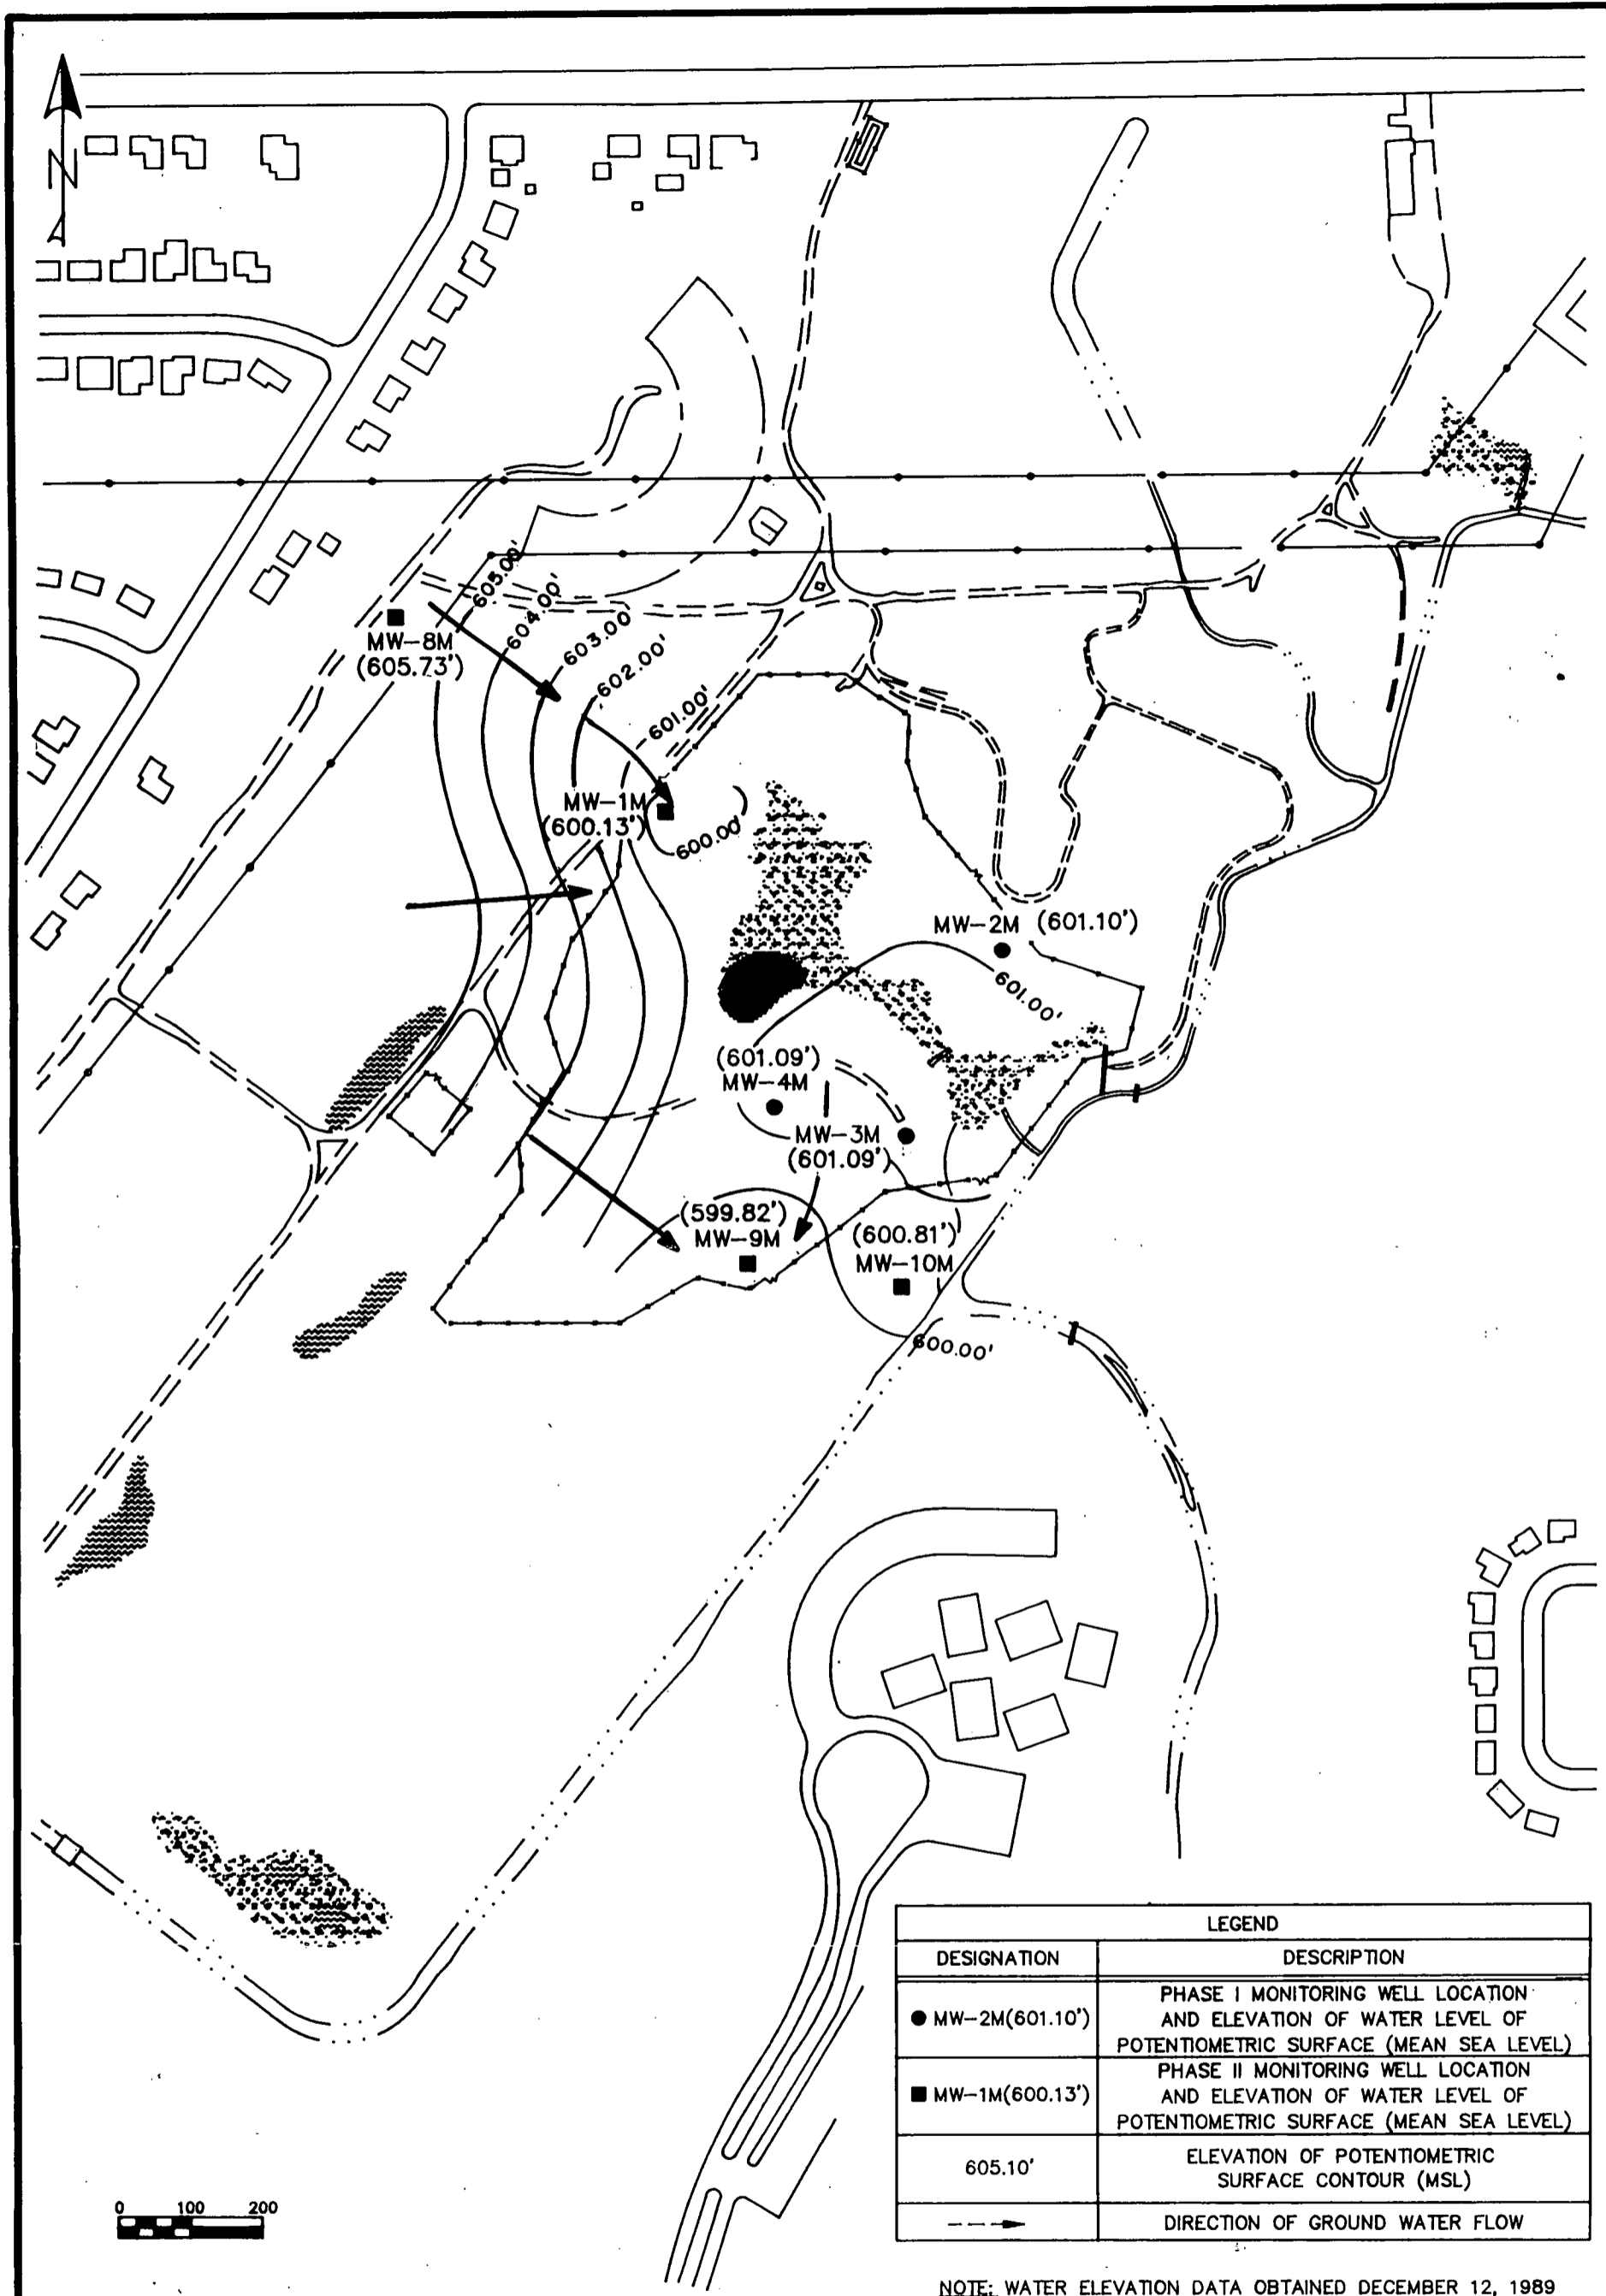 N
605.00'
604.00'
603.00
602.00'
601.00'
MW-8M
(605.73')
MW-1M
(600.13')
600.00'
MW-2M (601.10')
601.00'
(601.09')
MW-4M
MW-3M
(601.09')
(599.82')
MW-9M
(600.81')
MW-10M
600.00'
LEGEND
DESIGNATION DESCRIPTION
MW-2M(601.10') PHASE I MONITORING WELL LOCATION
AND ELEVATION OF WATER LEVEL OF
POTENTIOMETRIC SURFACE (MEAN SEA LEVEL)
MW-1M(600.13') PHASE II MONITORING WELL LOCATION
AND ELEVATION OF WATER LEVEL OF
POTENTIOMETRIC SURFACE (MEAN SEA LEVEL)
605.10' ELEVATION OF POTENTIOMETRIC
SURFACE CONTOUR (MSL)
DIRECTION OF GROUND WATER FLOW
0 100 200
NOTE: WATER ELEVATION DATA OBTAINED DECEMBER 12, 1989